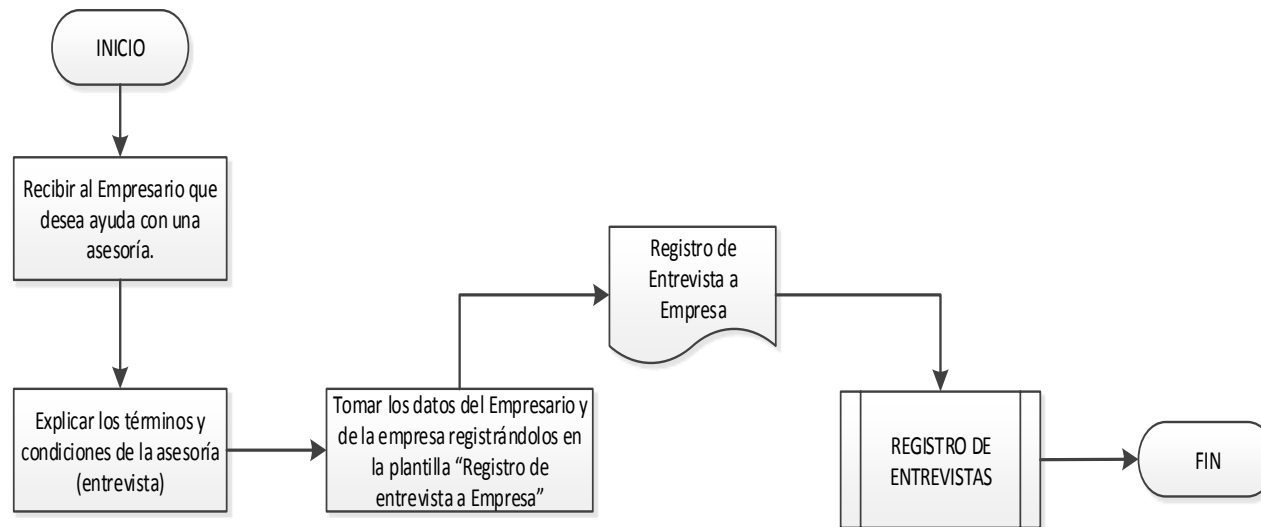 INICIO
Recibir al Empresario que
desea ayuda con una
asesoría.
Explicar los términos y
condiciones de la asesoría
(entrevista)
Tomar los datos del Empresario y
de la empresa registrándolos en
la plantilla “Registro de
entrevista a Empresa”
Registro de
Entrevista a
Empresa
REGISTRO DE
ENTREVISTAS
FIN